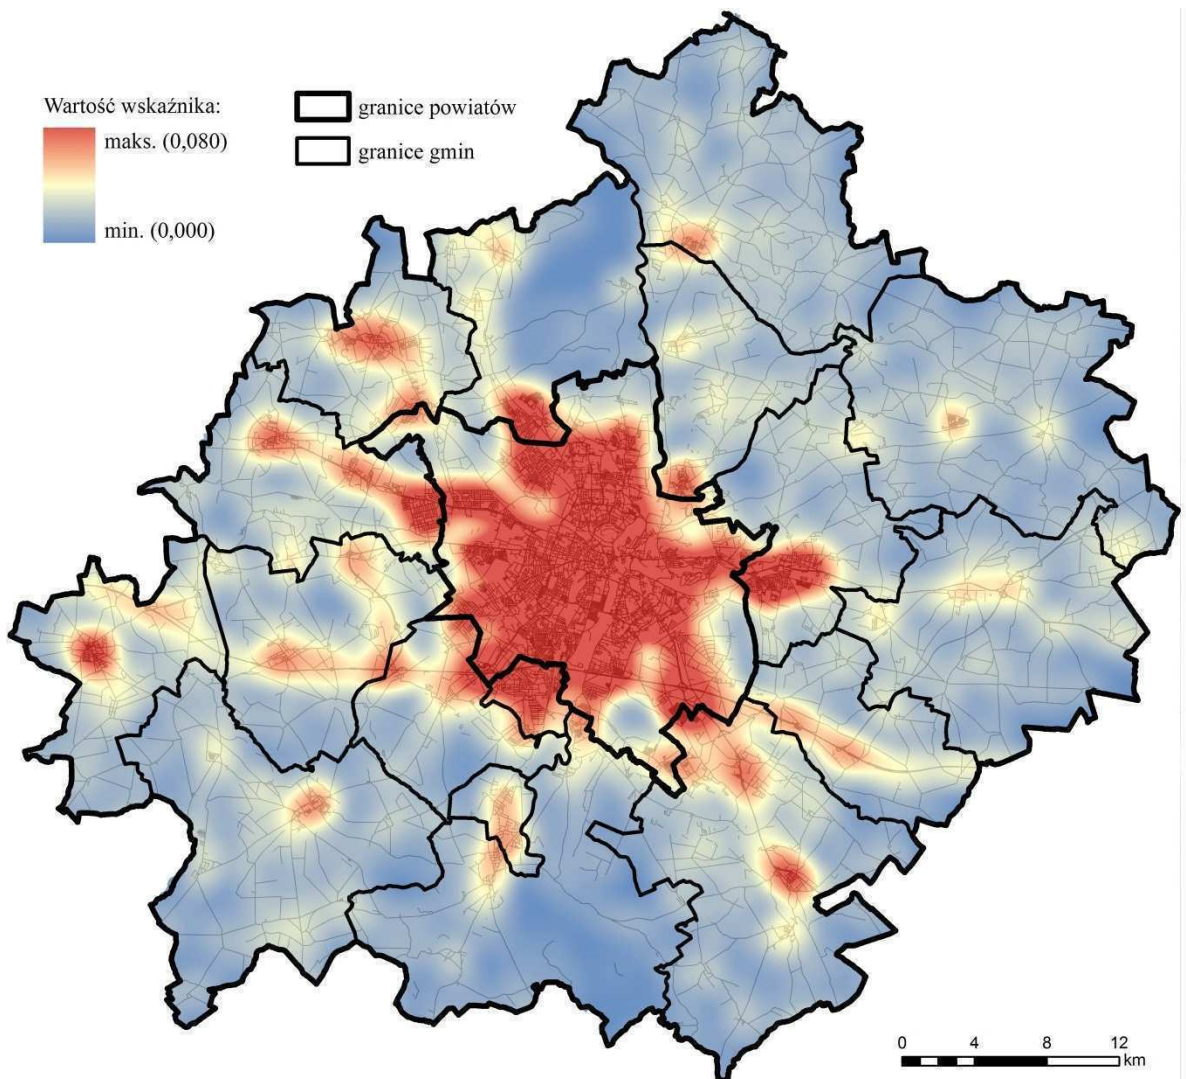 Wartość wskaźnika:
maks. (0,080)
min. (0,000)
granice powiatów
granice gmin
0 4 8 12
km